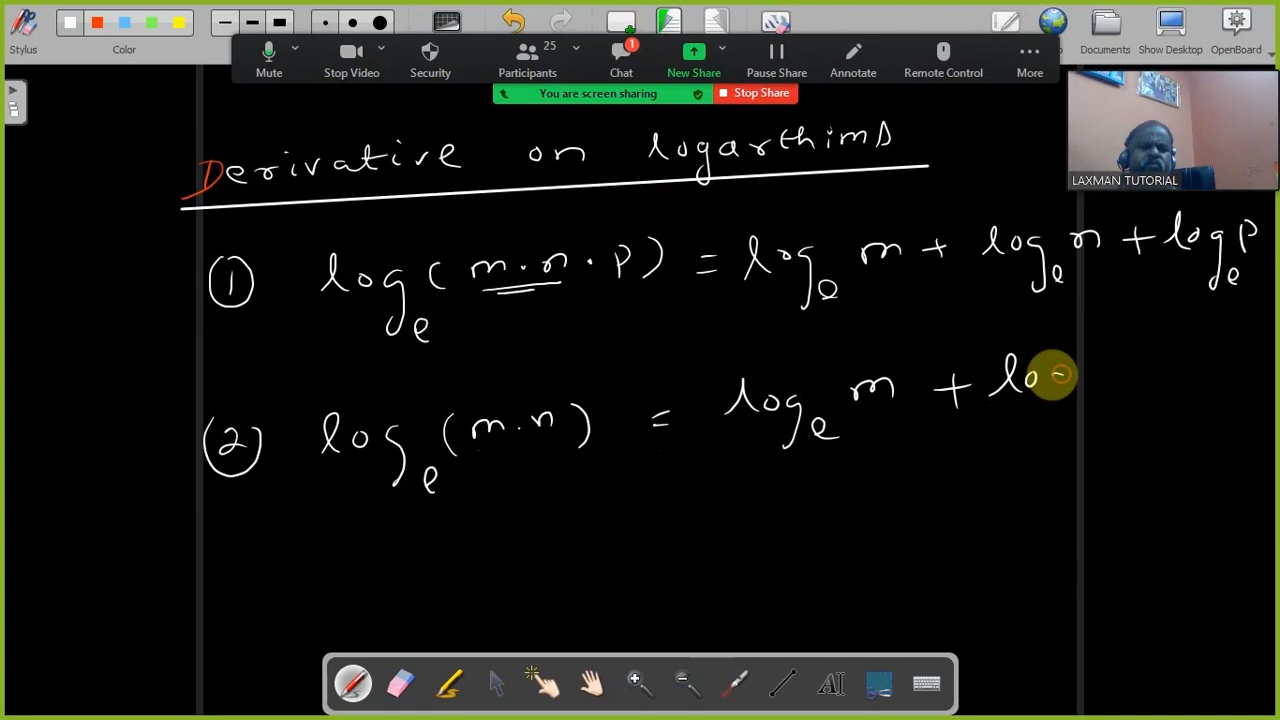 Stylus Color 25 1 Documents Show Desktop OpenBoard
Mute Stop Video Security Participants Chat New Share Pause Share Annotate Remote Control More
You are screen sharing Stop Share
Derivative on logarthims
LAXMAN TUTORIAL
① log_e(m.n.p) = log_e m + log_e n + log_e p
② log_e(m.n) = log_e m + lo